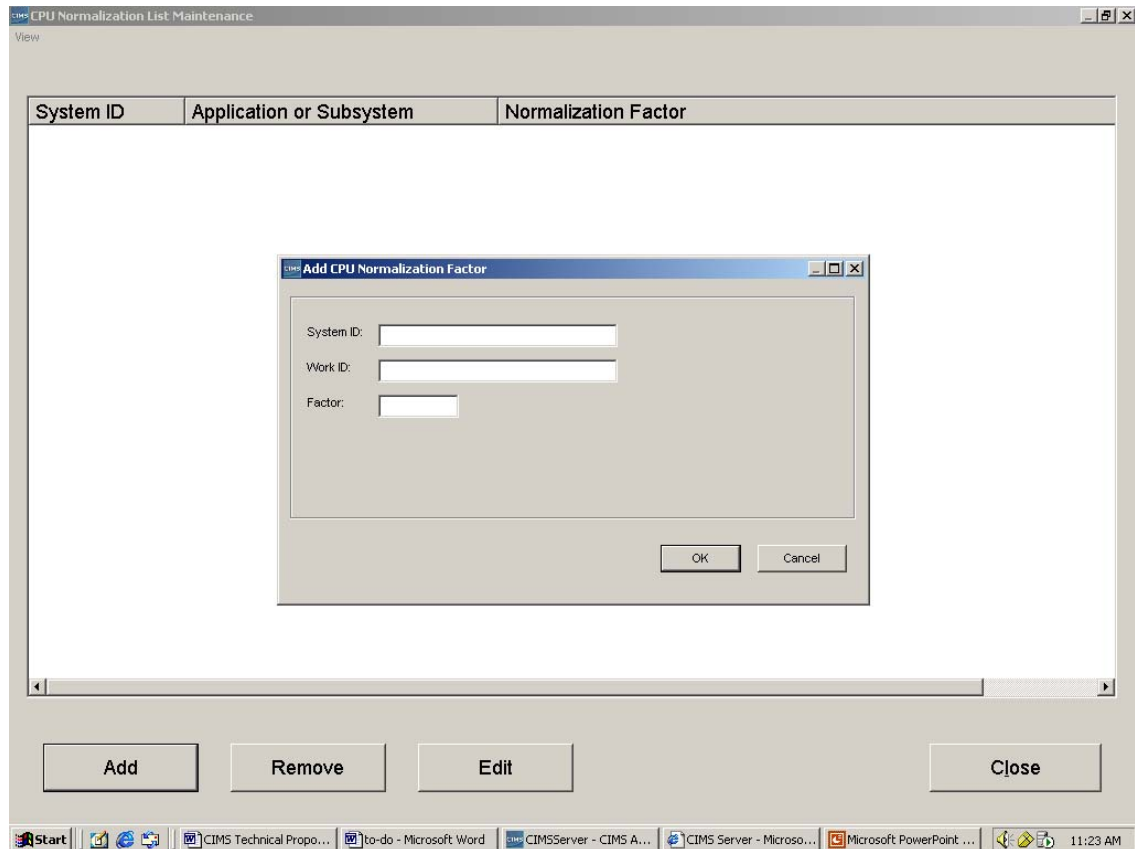 CIMS CPU Normalization List Maintenance
View
System ID Application or Subsystem Normalization Factor
CIMS Add CPU Normalization Factor
System ID:
Work ID:
Factor:
OK Cancel
Add Remove Edit Close
Start CIMS Technical Propo... to-do - Microsoft Word CIMSServer - CIMS A... CIMS Server - Microso... Microsoft PowerPoint ... 11:23 AM